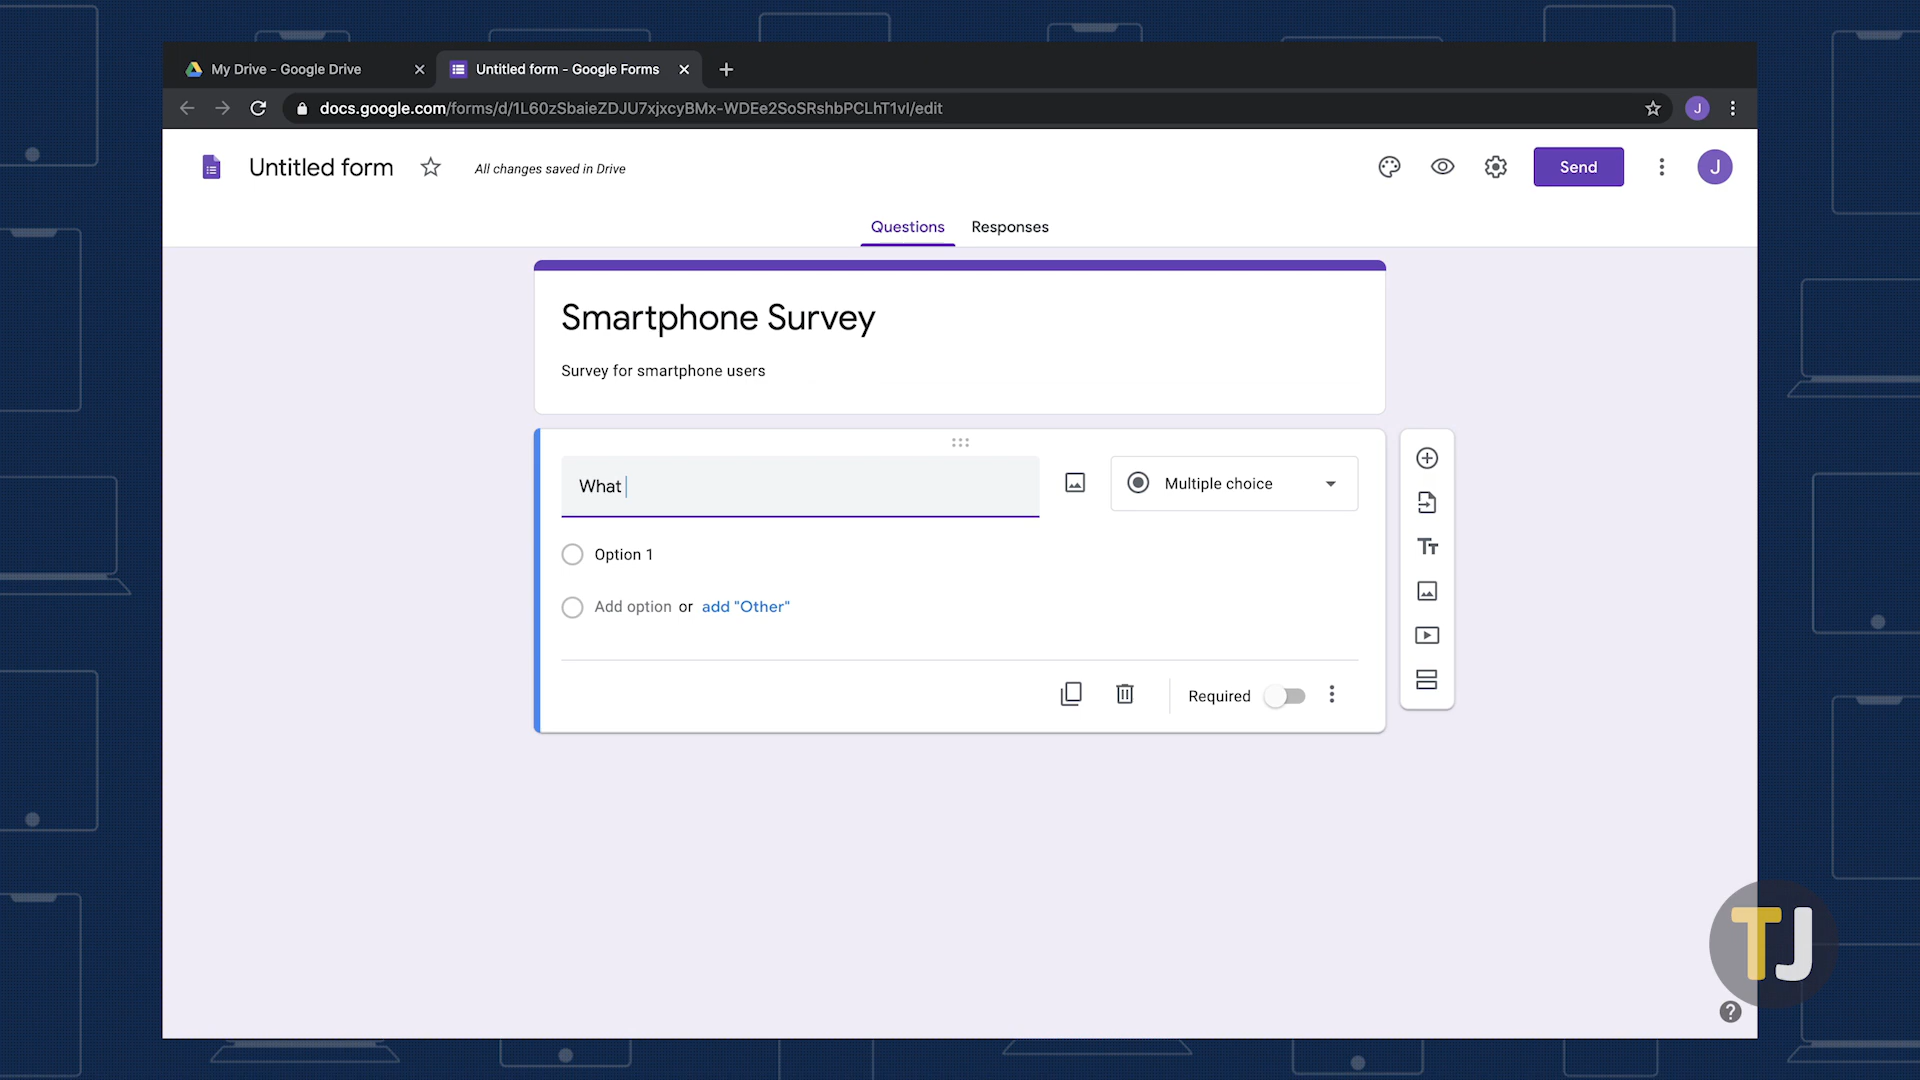 My Drive - Google Drive
Untitled form - Google Forms
docs.google.com/forms/d/1L60zSbaieZDJU7xjxcyBMx-WDEe2SoSRshbPCLhT1vI/edit
J
Untitled form
All changes saved in Drive
Send
J
Questions
Responses
Smartphone Survey
Survey for smartphone users
What
Multiple choice
Option 1
Add option or add "Other"
Required
Tт
TJ
?